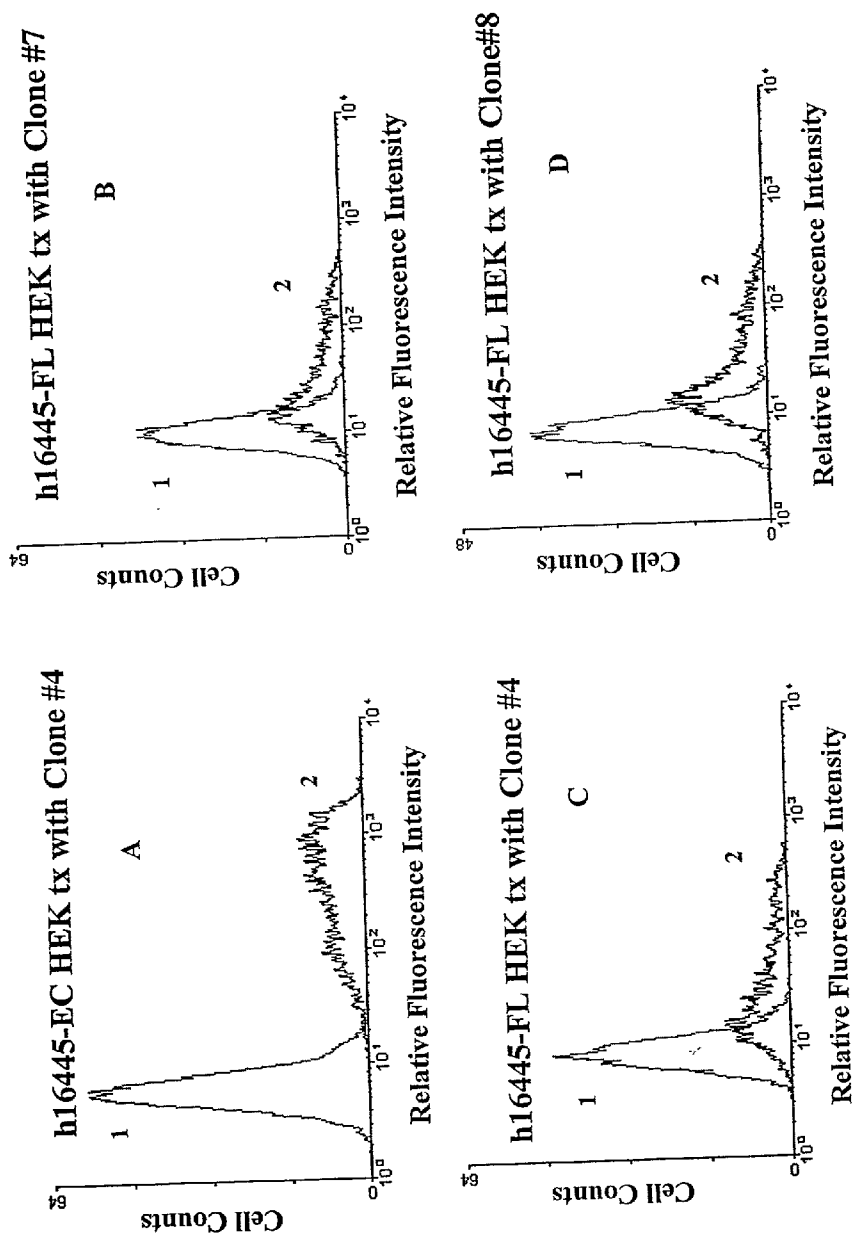 h16445-EC HEK tx with Clone #4
A
1
2
64
0
Cell Counts
10⁰ 10¹ 10² 10³ 10⁴
Relative Fluorescence Intensity
h16445-FL HEK tx with Clone #7
B
1
2
64
0
Cell Counts
10⁰ 10¹ 10² 10³ 10⁴
Relative Fluorescence Intensity
h16445-FL HEK tx with Clone #4
C
1
2
64
0
Cell Counts
10⁰ 10¹ 10² 10³ 10⁴
Relative Fluorescence Intensity
h16445-FL HEK tx with Clone#8
D
1
2
48
0
Cell Counts
10⁰ 10¹ 10² 10³ 10⁴
Relative Fluorescence Intensity